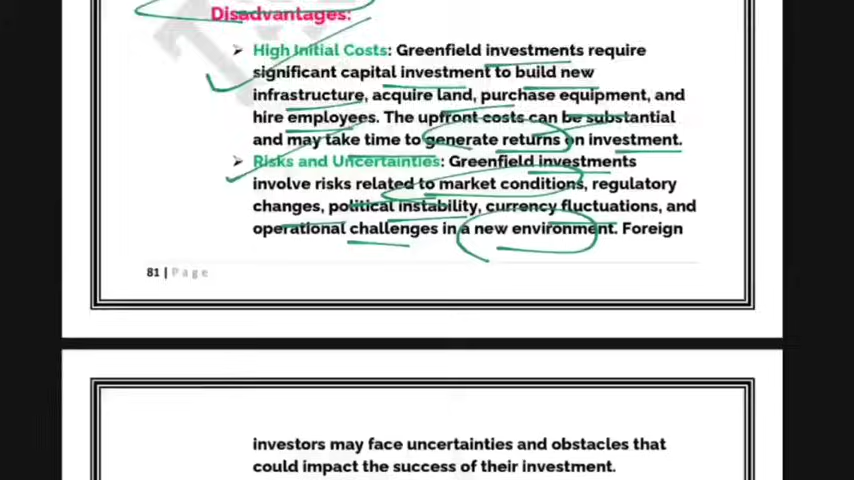 Disadvantages:
➢ High Initial Costs: Greenfield investments require
significant capital investment to build new
infrastructure, acquire land, purchase equipment, and
hire employees. The upfront costs can be substantial
and may take time to generate returns on investment.
➢ Risks and Uncertainties: Greenfield investments
involve risks related to market conditions, regulatory
changes, political instability, currency fluctuations, and
operational challenges in a new environment. Foreign
81 | Page
investors may face uncertainties and obstacles that
could impact the success of their investment.